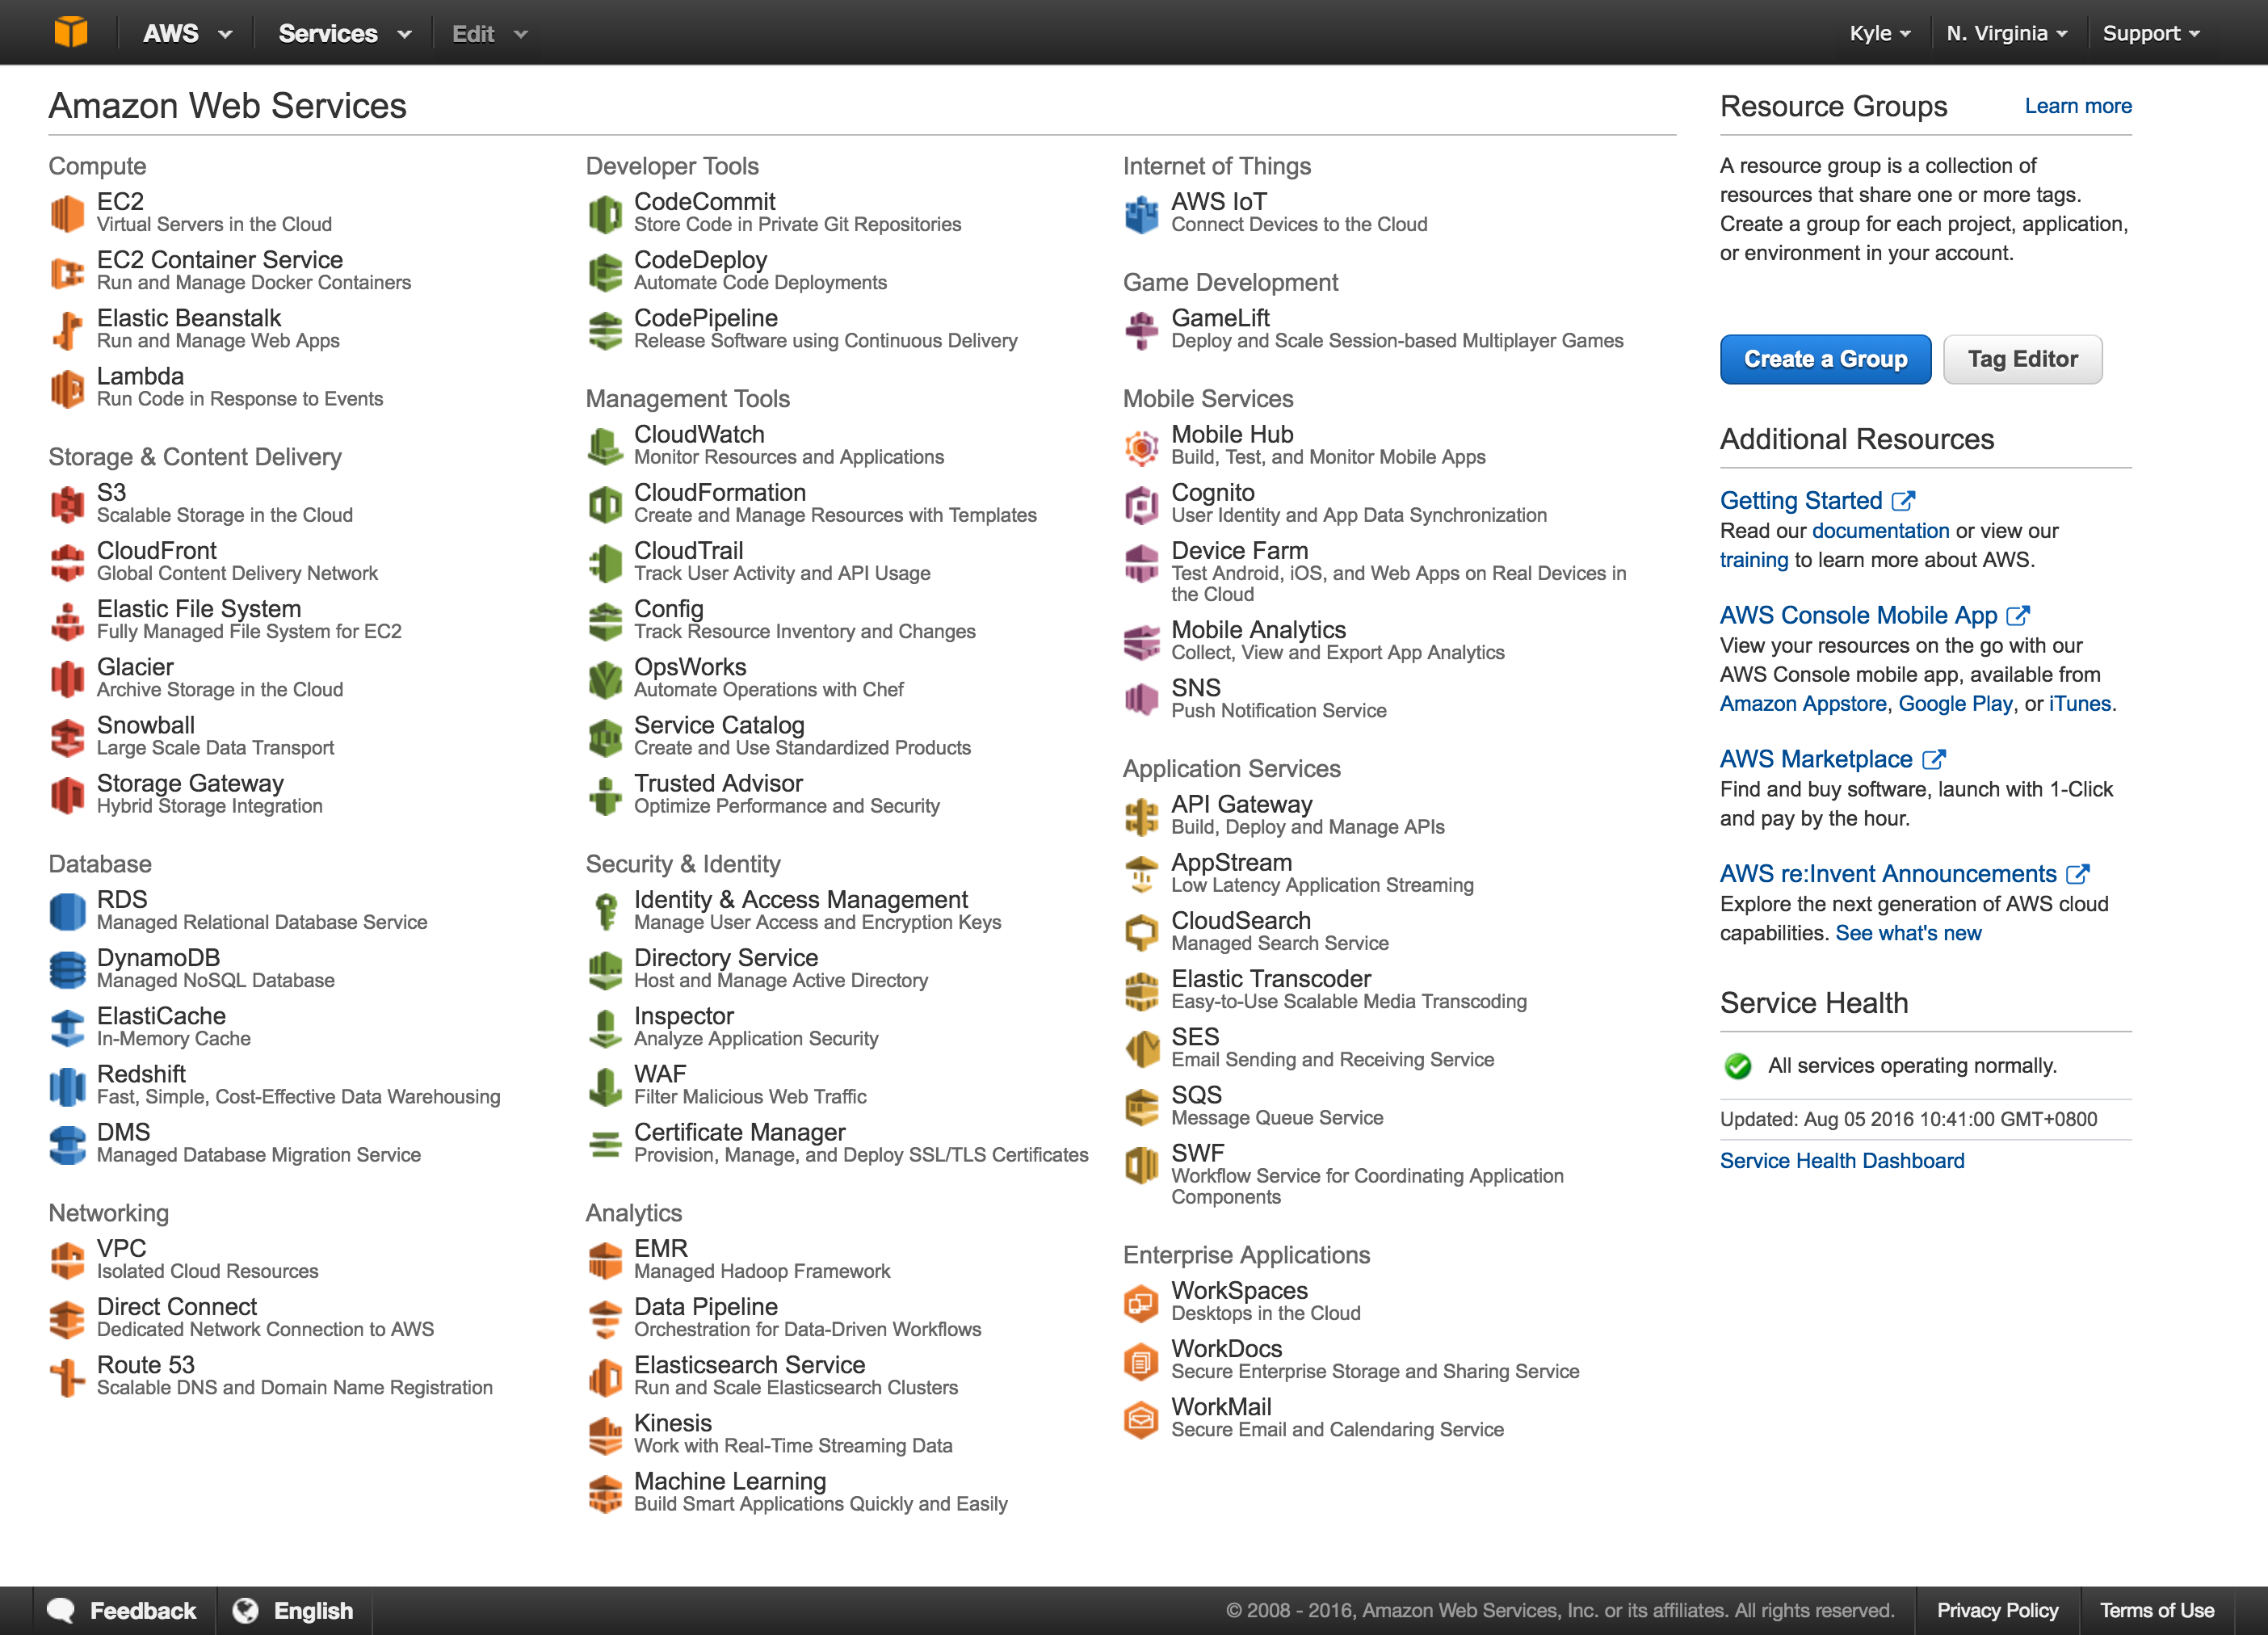 AWS Services Edit Kyle N. Virginia Support
Amazon Web Services
Compute
EC2
Virtual Servers in the Cloud
EC2 Container Service
Run and Manage Docker Containers
Elastic Beanstalk
Run and Manage Web Apps
Lambda
Run Code in Response to Events
Storage & Content Delivery
S3
Scalable Storage in the Cloud
CloudFront
Global Content Delivery Network
Elastic File System
Fully Managed File System for EC2
Glacier
Archive Storage in the Cloud
Snowball
Large Scale Data Transport
Storage Gateway
Hybrid Storage Integration
Database
RDS
Managed Relational Database Service
DynamoDB
Managed NoSQL Database
ElastiCache
In-Memory Cache
Redshift
Fast, Simple, Cost-Effective Data Warehousing
DMS
Managed Database Migration Service
Networking
VPC
Isolated Cloud Resources
Direct Connect
Dedicated Network Connection to AWS
Route 53
Scalable DNS and Domain Name Registration
Developer Tools
CodeCommit
Store Code in Private Git Repositories
CodeDeploy
Automate Code Deployments
CodePipeline
Release Software using Continuous Delivery
Management Tools
CloudWatch
Monitor Resources and Applications
CloudFormation
Create and Manage Resources with Templates
CloudTrail
Track User Activity and API Usage
Config
Track Resource Inventory and Changes
OpsWorks
Automate Operations with Chef
Service Catalog
Create and Use Standardized Products
Trusted Advisor
Optimize Performance and Security
Security & Identity
Identity & Access Management
Manage User Access and Encryption Keys
Directory Service
Host and Manage Active Directory
Inspector
Analyze Application Security
WAF
Filter Malicious Web Traffic
Certificate Manager
Provision, Manage, and Deploy SSL/TLS Certificates
Analytics
EMR
Managed Hadoop Framework
Data Pipeline
Orchestration for Data-Driven Workflows
Elasticsearch Service
Run and Scale Elasticsearch Clusters
Kinesis
Work with Real-Time Streaming Data
Machine Learning
Build Smart Applications Quickly and Easily
Internet of Things
AWS IoT
Connect Devices to the Cloud
Game Development
GameLift
Deploy and Scale Session-based Multiplayer Games
Mobile Services
Mobile Hub
Build, Test, and Monitor Mobile Apps
Cognito
User Identity and App Data Synchronization
Device Farm
Test Android, iOS, and Web Apps on Real Devices in
the Cloud
Mobile Analytics
Collect, View and Export App Analytics
SNS
Push Notification Service
Application Services
API Gateway
Build, Deploy and Manage APIs
AppStream
Low Latency Application Streaming
CloudSearch
Managed Search Service
Elastic Transcoder
Easy-to-Use Scalable Media Transcoding
SES
Email Sending and Receiving Service
SQS
Message Queue Service
SWF
Workflow Service for Coordinating Application
Components
Enterprise Applications
WorkSpaces
Desktops in the Cloud
WorkDocs
Secure Enterprise Storage and Sharing Service
WorkMail
Secure Email and Calendaring Service
Resource Groups Learn more
A resource group is a collection of
resources that share one or more tags.
Create a group for each project, application,
or environment in your account.
Create a Group Tag Editor
Additional Resources
Getting Started
Read our documentation or view our
training to learn more about AWS.
AWS Console Mobile App
View your resources on the go with our
AWS Console mobile app, available from
Amazon Appstore, Google Play, or iTunes.
AWS Marketplace
Find and buy software, launch with 1-Click
and pay by the hour.
AWS re:Invent Announcements
Explore the next generation of AWS cloud
capabilities. See what's new
Service Health
All services operating normally.
Updated: Aug 05 2016 10:41:00 GMT+0800
Service Health Dashboard
Feedback English © 2008 - 2016, Amazon Web Services, Inc. or its affiliates. All rights reserved. Privacy Policy Terms of Use